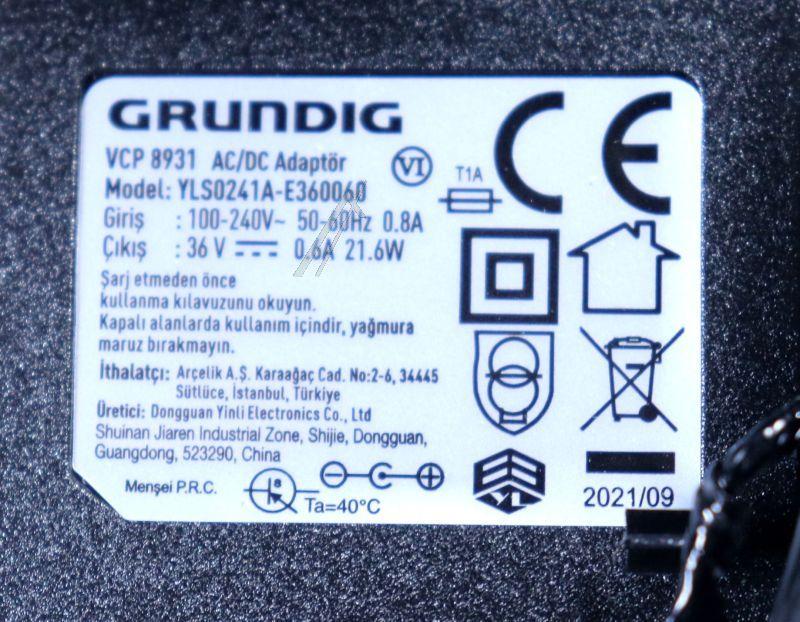 GRUNDIG
VCP 8931 AC/DC Adaptör
VI
T1A
Model: YLS0241A-E360060
Giriş : 100-240V~ 50-60Hz 0.8A
Çıkış : 36 V 0.6A 21.6W
Şarj etmeden önce
kullanma kılavuzunu okuyun.
Kapalı alanlarda kullanım içindir, yağmura
maruz bırakmayın.
İthalatçı: Arçelik A.Ş. Karaağaç Cad. No:2-6, 34445
Sütlüce, İstanbul, Türkiye
Üretici: Dongguan Yinli Electronics Co., Ltd
Shuinan Jiaren Industrial Zone, Shijie, Dongguan,
Guangdong, 523290, China
Menşei P.R.C.
s
Ta=40°C
CE
YL
2021/09